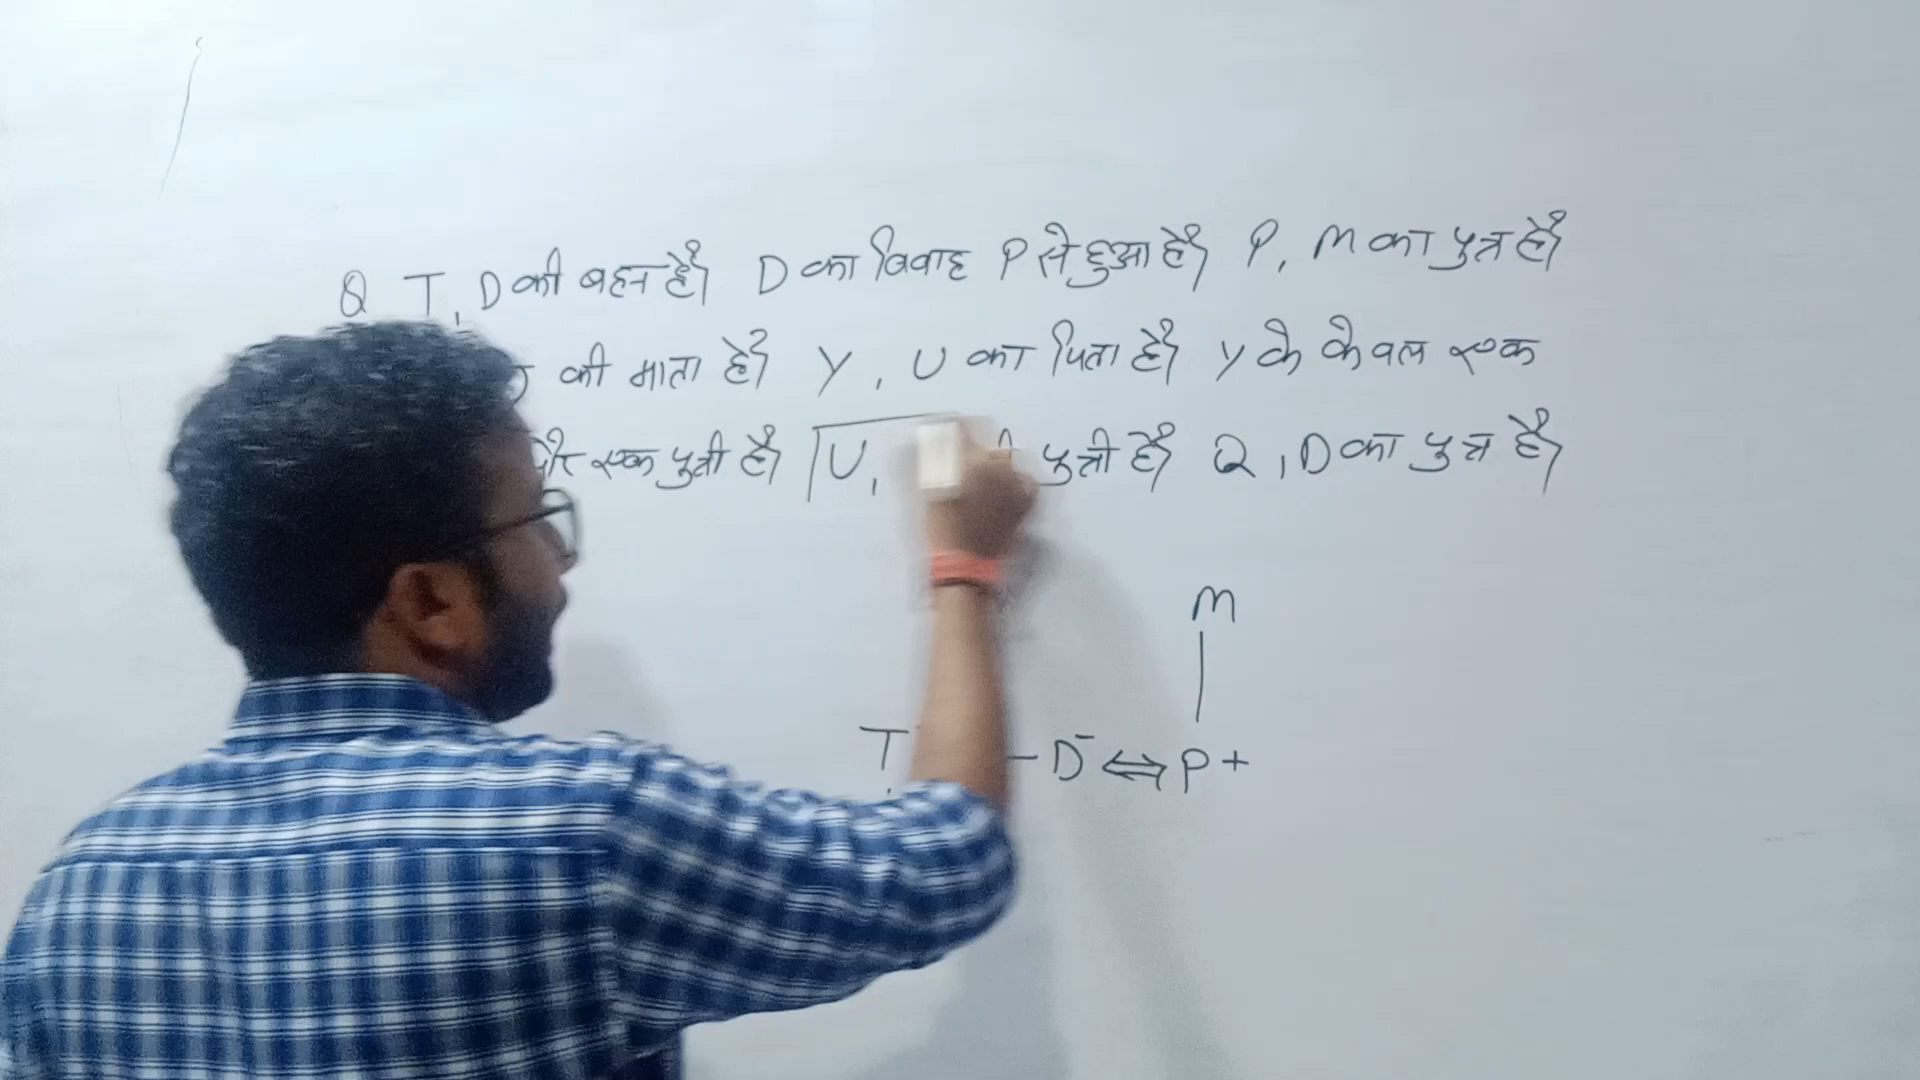 Q T, D की बहन है। D का विवाह P से हुआ है। P, M का पुत्र है।
की माता है। Y, U का पिता है। Y के केवल एक
एक पुत्री है। U, पुत्री है। Q, D का पुत्र है।
M
T - D⁻ ⇔ P +